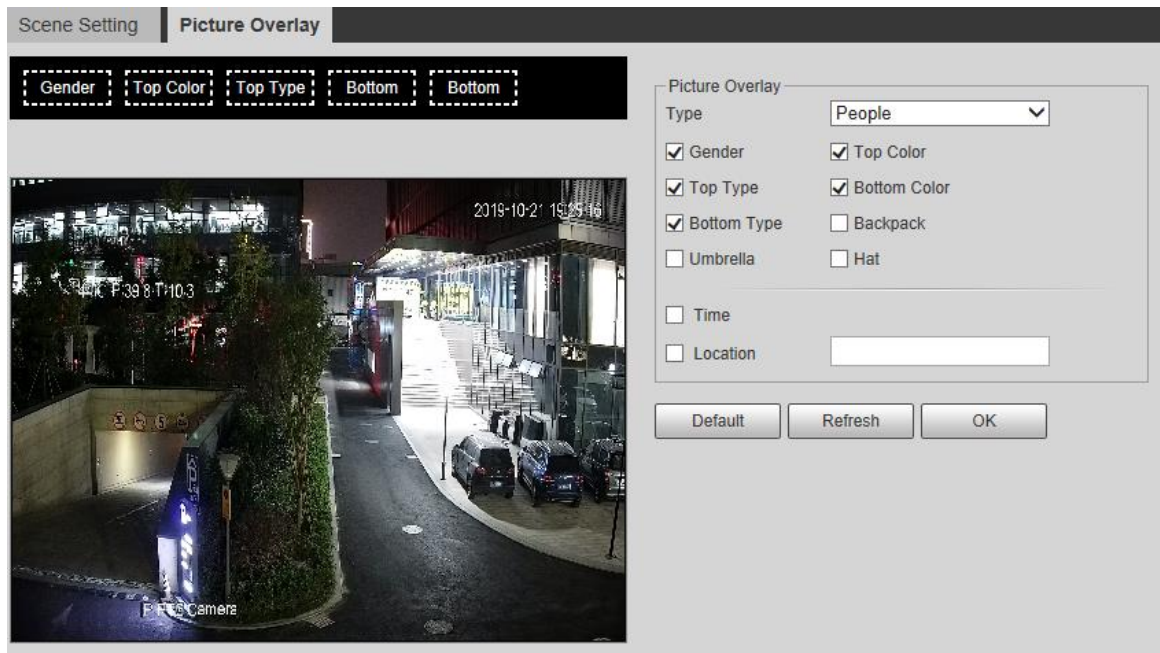 Scene Setting Picture Overlay
Gender Top Color Top Type Bottom Bottom
Picture Overlay
Type People
Gender Top Color
Top Type Bottom Color
Bottom Type Backpack
Umbrella Hat
Time
Location
Default Refresh OK
2019-10-21
Camera